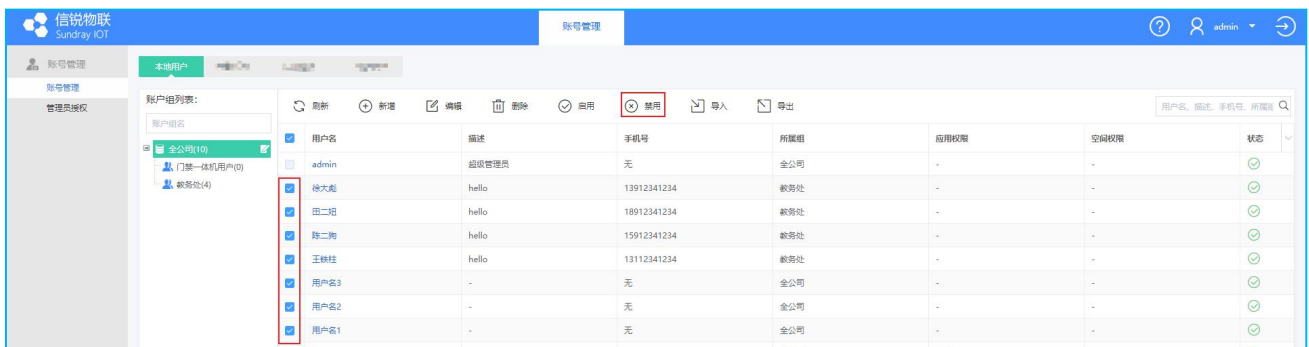 信锐物联
Sundray IOT
账号管理
admin
账号管理
账号管理
管理员授权
本地用户
账户组列表:
账户组名
全公司(10)
门禁一体机用户(0)
教务处(4)
刷新 新增 编辑 删除 启用 禁用 导入 导出
用户名、描述、手机号、所属组
用户名 描述 手机号 所属组 应用权限 空间权限 状态
admin 超级管理员 无 全公司 - -
徐大彪 hello 13912341234 教务处 - -
田二妞 hello 18912341234 教务处 - -
陈二狗 hello 15912341234 教务处 - -
王铁柱 hello 13112341234 教务处 - -
用户名3 - 无 全公司 - -
用户名2 - 无 全公司 - -
用户名1 - 无 全公司 - -